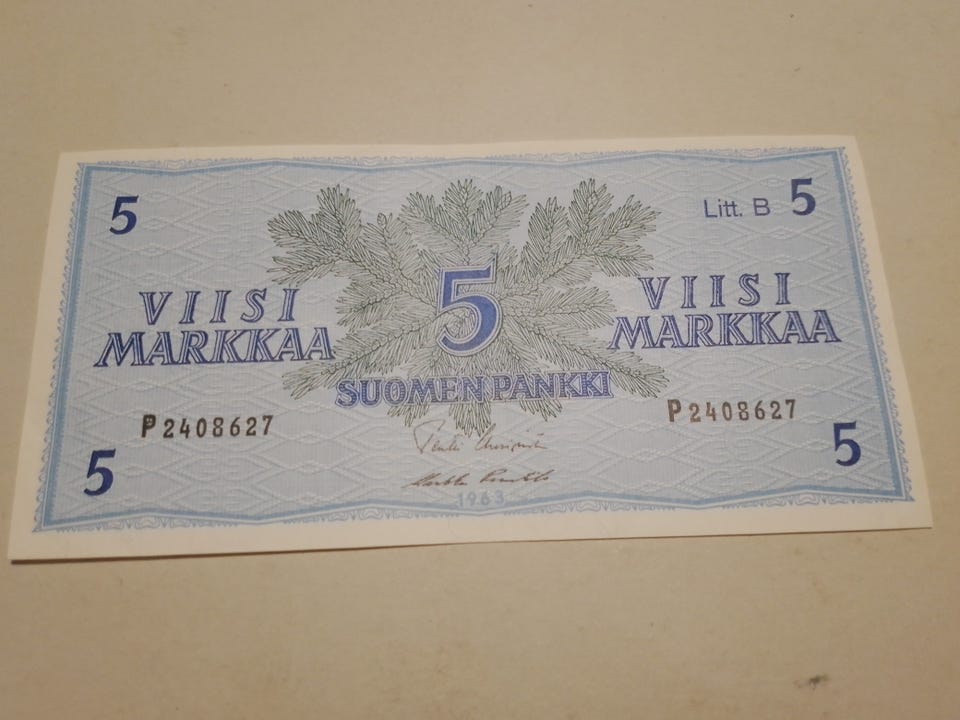 5
Litt. B 5
VIISI
MARKKAA
5
VIISI
MARKKAA
SUOMEN PANKKI
P2408627
P2408627
5
5
1963